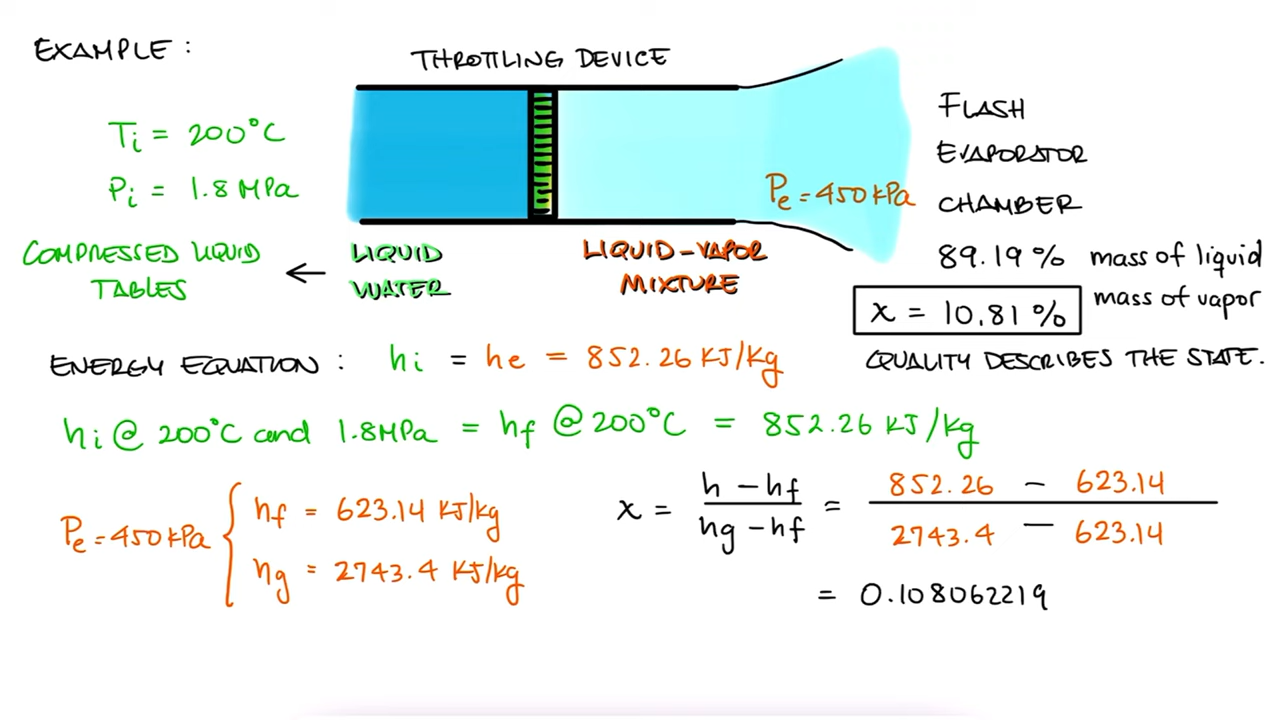 EXAMPLE :
THROTTLING DEVICE
Ti = 200°C
Pi = 1.8 MPa
Pe = 450 kPa
FLASH
EVAPORATOR
CHAMBER
COMPRESSED LIQUID
TABLES
←
LIQUID
WATER
LIQUID-VAPOR
MIXTURE
89.19 % mass of liquid
x = 10.81 % mass of vapor
QUALITY DESCRIBES THE STATE.
ENERGY EQUATION : hi = he = 852.26 KJ/kg
hi @ 200°C and 1.8MPa = hf @ 200°C = 852.26 KJ/kg
Pe = 450 kPa
hf = 623.14 KJ/kg
hg = 2743.4 KJ/kg
x = h - hf / hg - hf = 852.26 - 623.14 / 2743.4 - 623.14
= 0.108062219